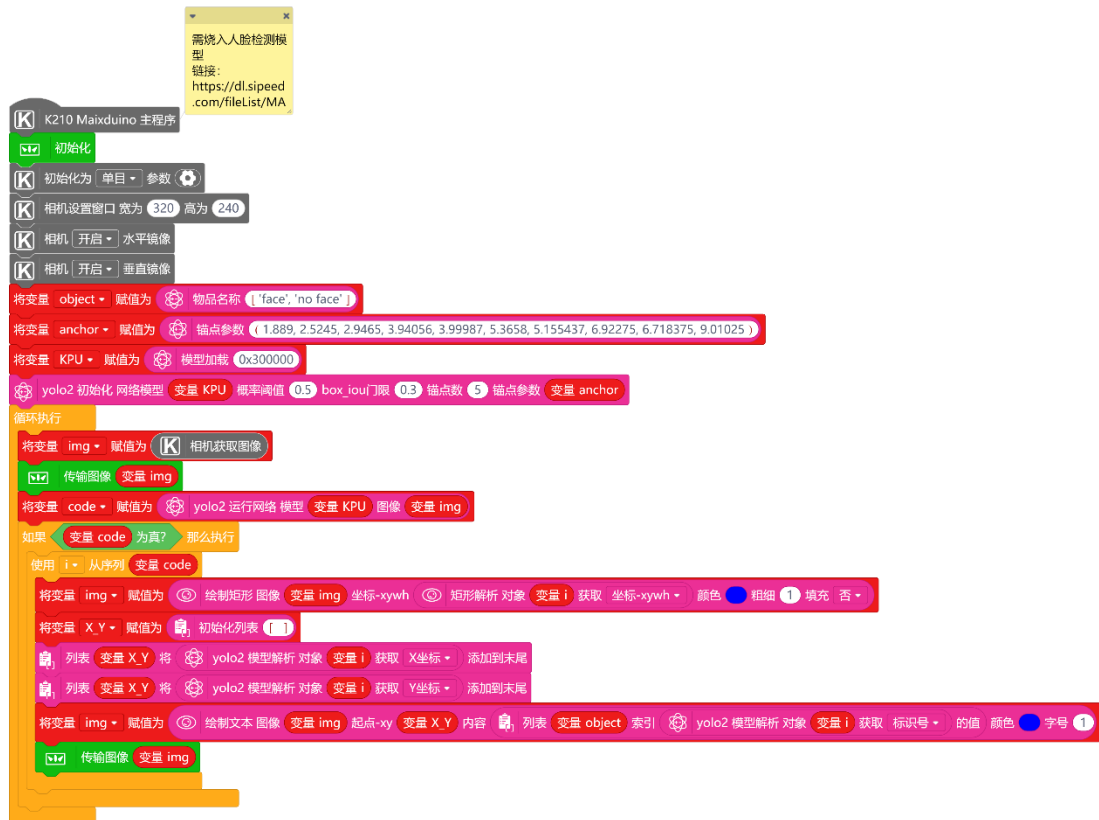 需烧入人脸检测模
型
链接：
https://dl.sipeed
.com/fileList/MA
K210 Maixduino 主程序
初始化
初始化为 单目 参数
相机设置窗口 宽为 320 高为 240
相机 开启 水平镜像
相机 开启 垂直镜像
将变量 object 赋值为 物品名称 [ 'face', 'no face' ]
将变量 anchor 赋值为 锚点参数 ( 1.889, 2.5245, 2.9465, 3.94056, 3.99987, 5.3658, 5.155437, 6.92275, 6.718375, 9.01025 )
将变量 KPU 赋值为 模型加载 0x300000
yolo2 初始化 网络模型 变量 KPU 概率阈值 0.5 box_iou门限 0.3 锚点数 5 锚点参数 变量 anchor
循环执行
将变量 img 赋值为 相机获取图像
传输图像 变量 img
将变量 code 赋值为 yolo2 运行网络 模型 变量 KPU 图像 变量 img
如果 变量 code 为真? 那么执行
使用 i 从序列 变量 code
将变量 img 赋值为 绘制矩形 图像 变量 img 坐标-xywh 矩形解析 对象 变量 i 获取 坐标-xywh 颜色 粗细 1 填充 否
将变量 X_Y 赋值为 初始化列表 [ ]
列表 变量 X_Y 将 yolo2 模型解析 对象 变量 i 获取 X坐标 添加到末尾
列表 变量 X_Y 将 yolo2 模型解析 对象 变量 i 获取 Y坐标 添加到末尾
将变量 img 赋值为 绘制文本 图像 变量 img 起点-xy 变量 X_Y 内容 列表 变量 object 索引 yolo2 模型解析 对象 变量 i 获取 标识号 的值 颜色 字号 1
传输图像 变量 img